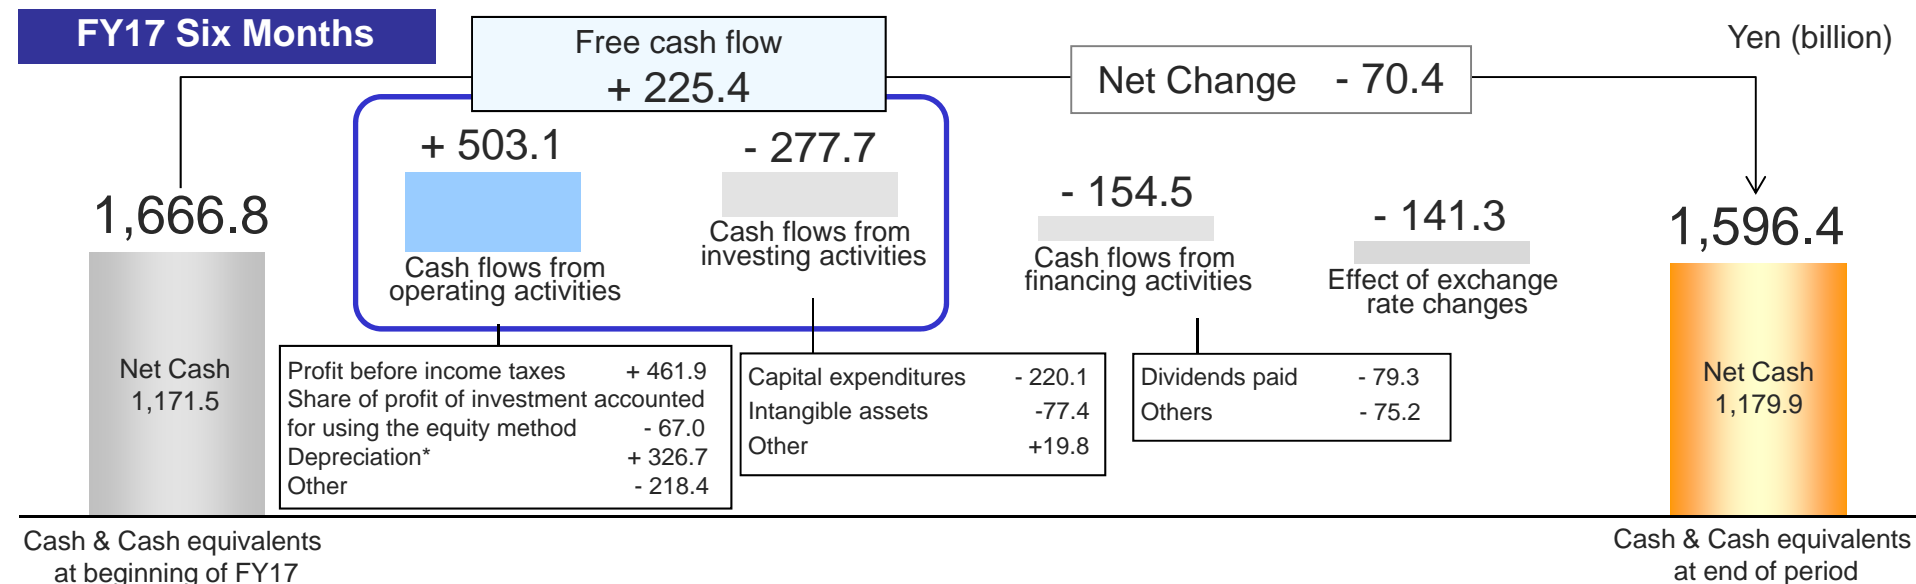 FY17 Six Months
Free cash flow
+ 225.4
Net Change - 70.4
Yen (billion)
1,666.8
+ 503.1
Cash flows from
operating activities
- 277.7
Cash flows from
investing activities
- 154.5
Cash flows from
financing activities
- 141.3
Effect of exchange
rate changes
1,596.4
Net Cash
1,171.5
Profit before income taxes + 461.9
Share of profit of investment accounted
for using the equity method - 67.0
Depreciation* + 326.7
Other - 218.4
Capital expenditures - 220.1
Intangible assets -77.4
Other +19.8
Dividends paid - 79.3
Others - 75.2
Net Cash
1,179.9
Cash & Cash equivalents
at beginning of FY17
Cash & Cash equivalents
at end of period